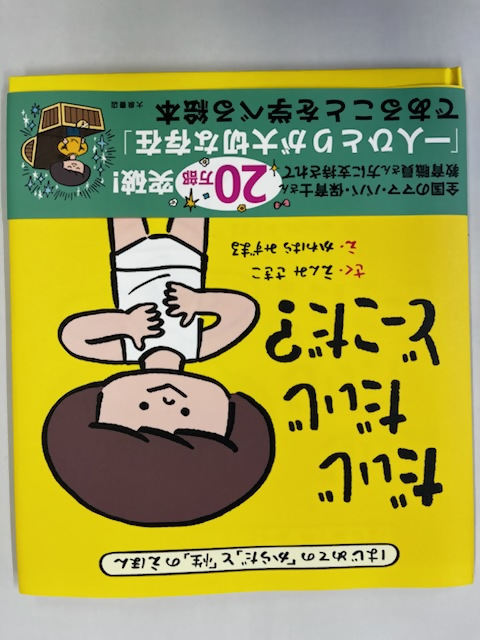 はじめての「からだ」と「性」のえほん
だいじ
だいじ
どーこだ？
さく・えんみ さきこ
え・かわはら みずまる
全国のママ・パパ・保育士さん
教育職員さん方に支持されて
20万部
突破！
「一人ひとりが大切な存在」
であることを学べる絵本
大泉書店